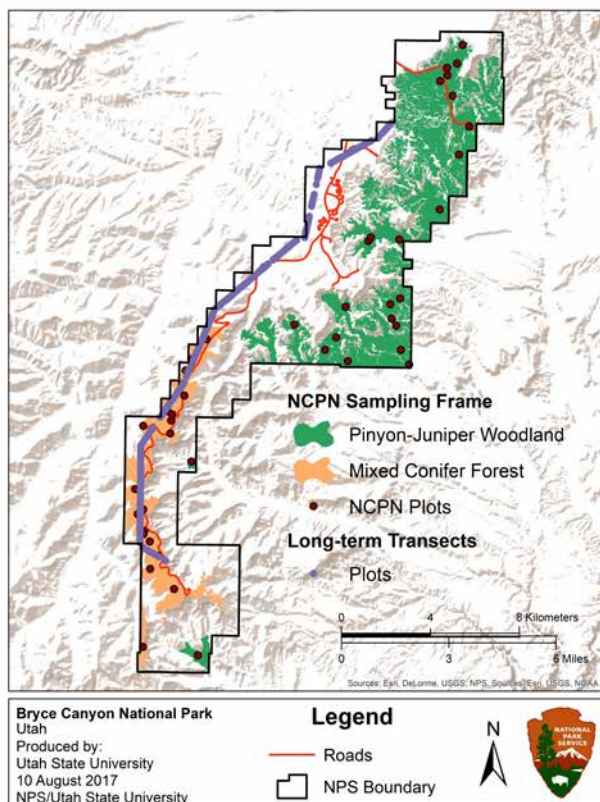 NCPN Sampling Frame
Pinyon-Juniper Woodland
Mixed Conifer Forest
NCPN Plots
Long-term Transects
Plots
0 4 8 Kilometers
0 3 6 Miles
Sources: Esri, DeLorme, USGS, NPS, Sources: Esri, USGS, NOAA
Bryce Canyon National Park
Utah
Produced by:
Utah State University
10 August 2017
NPS/Utah State University
Legend
Roads
NPS Boundary
N
NATIONAL
PARK
SERVICE